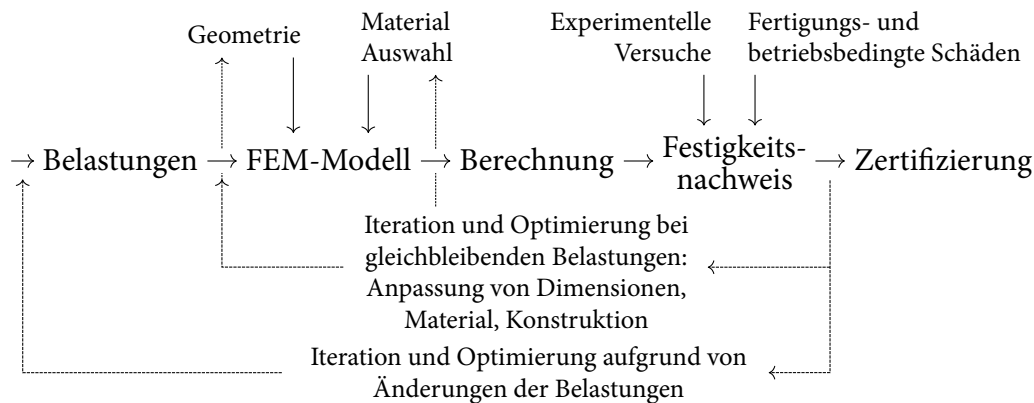 Geometrie
Material
Auswahl
Experimentelle
Versuche
Fertigungs- und
betriebsbedingte Schäden
Belastungen
FEM-Modell
Berechnung
Festigkeits-
nachweis
Zertifizierung
Iteration und Optimierung bei
gleichbleibenden Belastungen:
Anpassung von Dimensionen,
Material, Konstruktion
Iteration und Optimierung aufgrund von
Änderungen der Belastungen